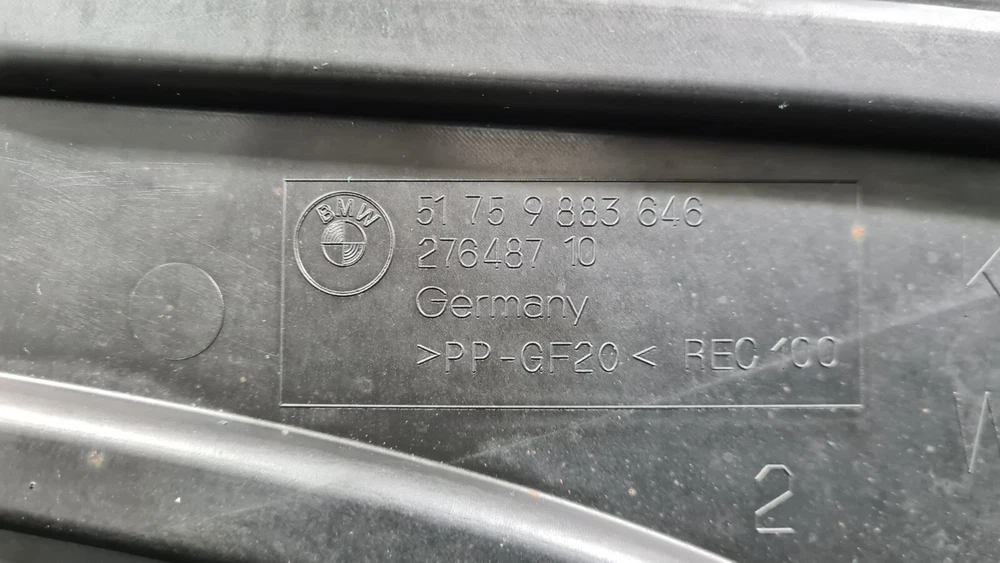 BMW
51 75 9 883 646
276487 10
Germany
>PP-GF20< REC 100
K
W
2